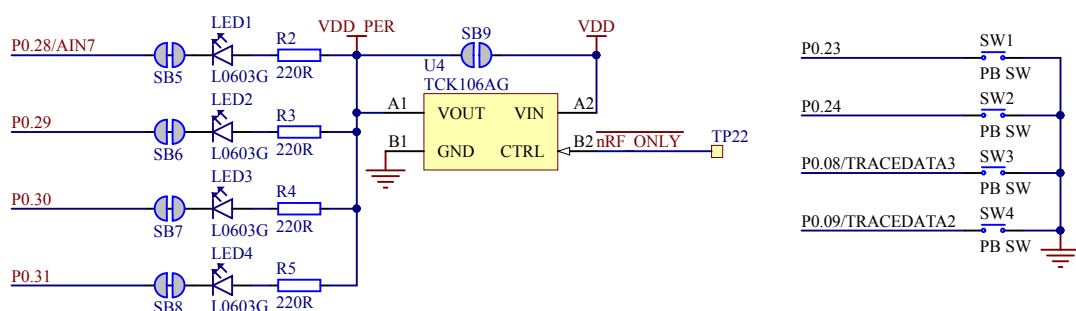 LED1
VDD_PER
VDD
P0.28/AIN7
R2
SB9
SB5
L0603G
220R
U4
TCK106AG
LED2
P0.29
R3
A1
VOUT
VIN
A2
SB6
L0603G
220R
B1
GND
CTRL
B2
nRF_ONLY
TP22
LED3
P0.30
R4
SB7
L0603G
220R
LED4
P0.31
R5
SB8
L0603G
220R
P0.23
SW1
PB SW
P0.24
SW2
PB SW
P0.08/TRACEDATA3
SW3
PB SW
P0.09/TRACEDATA2
SW4
PB SW